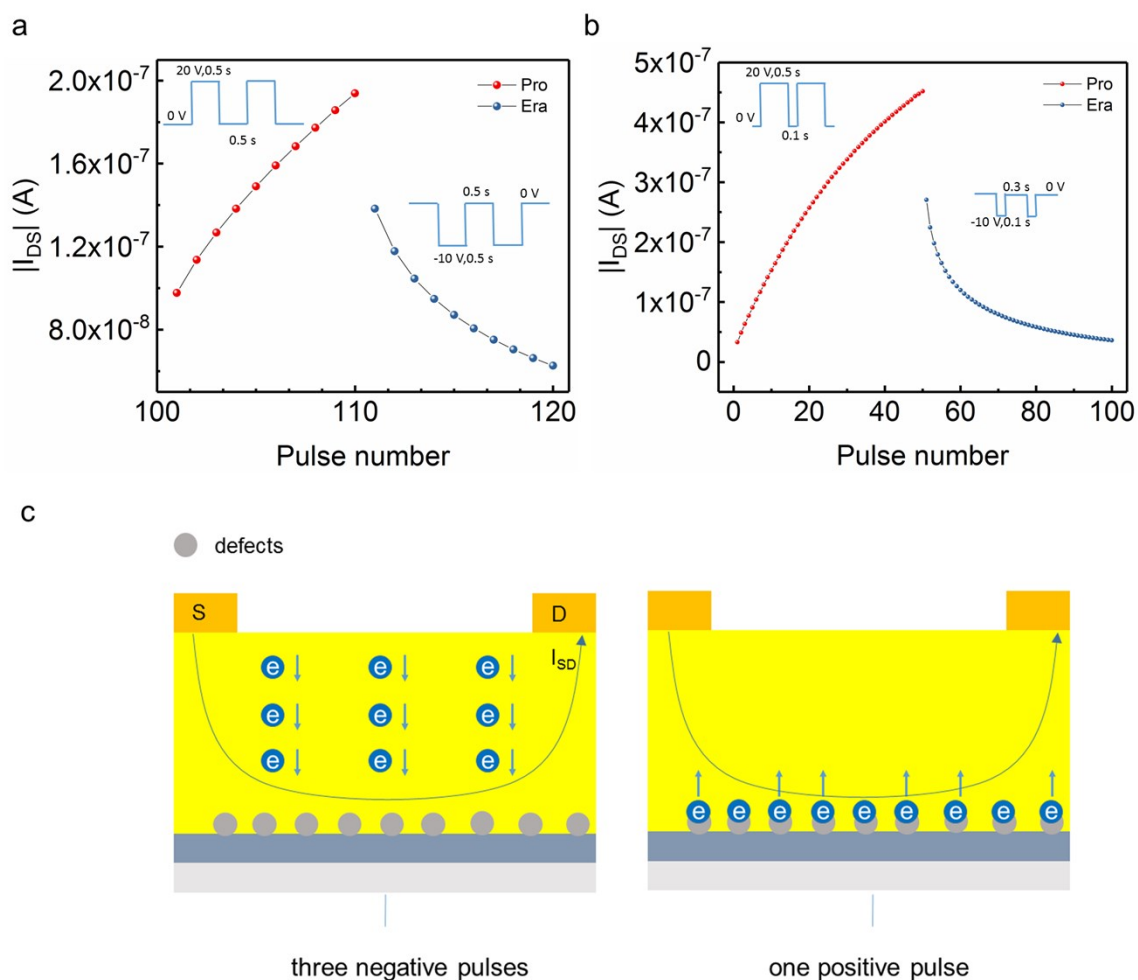 a
2.0x10⁻⁷
1.6x10⁻⁷
1.2x10⁻⁷
8.0x10⁻⁸
|I_DS| (A)
20 V,0.5 s
0 V
0.5 s
Pro
Era
0.5 s
0 V
-10 V,0.5 s
100
110
120
Pulse number
b
5x10⁻⁷
4x10⁻⁷
3x10⁻⁷
2x10⁻⁷
1x10⁻⁷
0
|I_DS| (A)
20 V,0.5 s
0 V
0.1 s
Pro
Era
0.3 s
0 V
-10 V,0.1 s
0
20
40
60
80
100
Pulse number
c
defects
S
D
I_SD
e e e
e e e
e e e
three negative pulses
e e e e e e e e e
one positive pulse